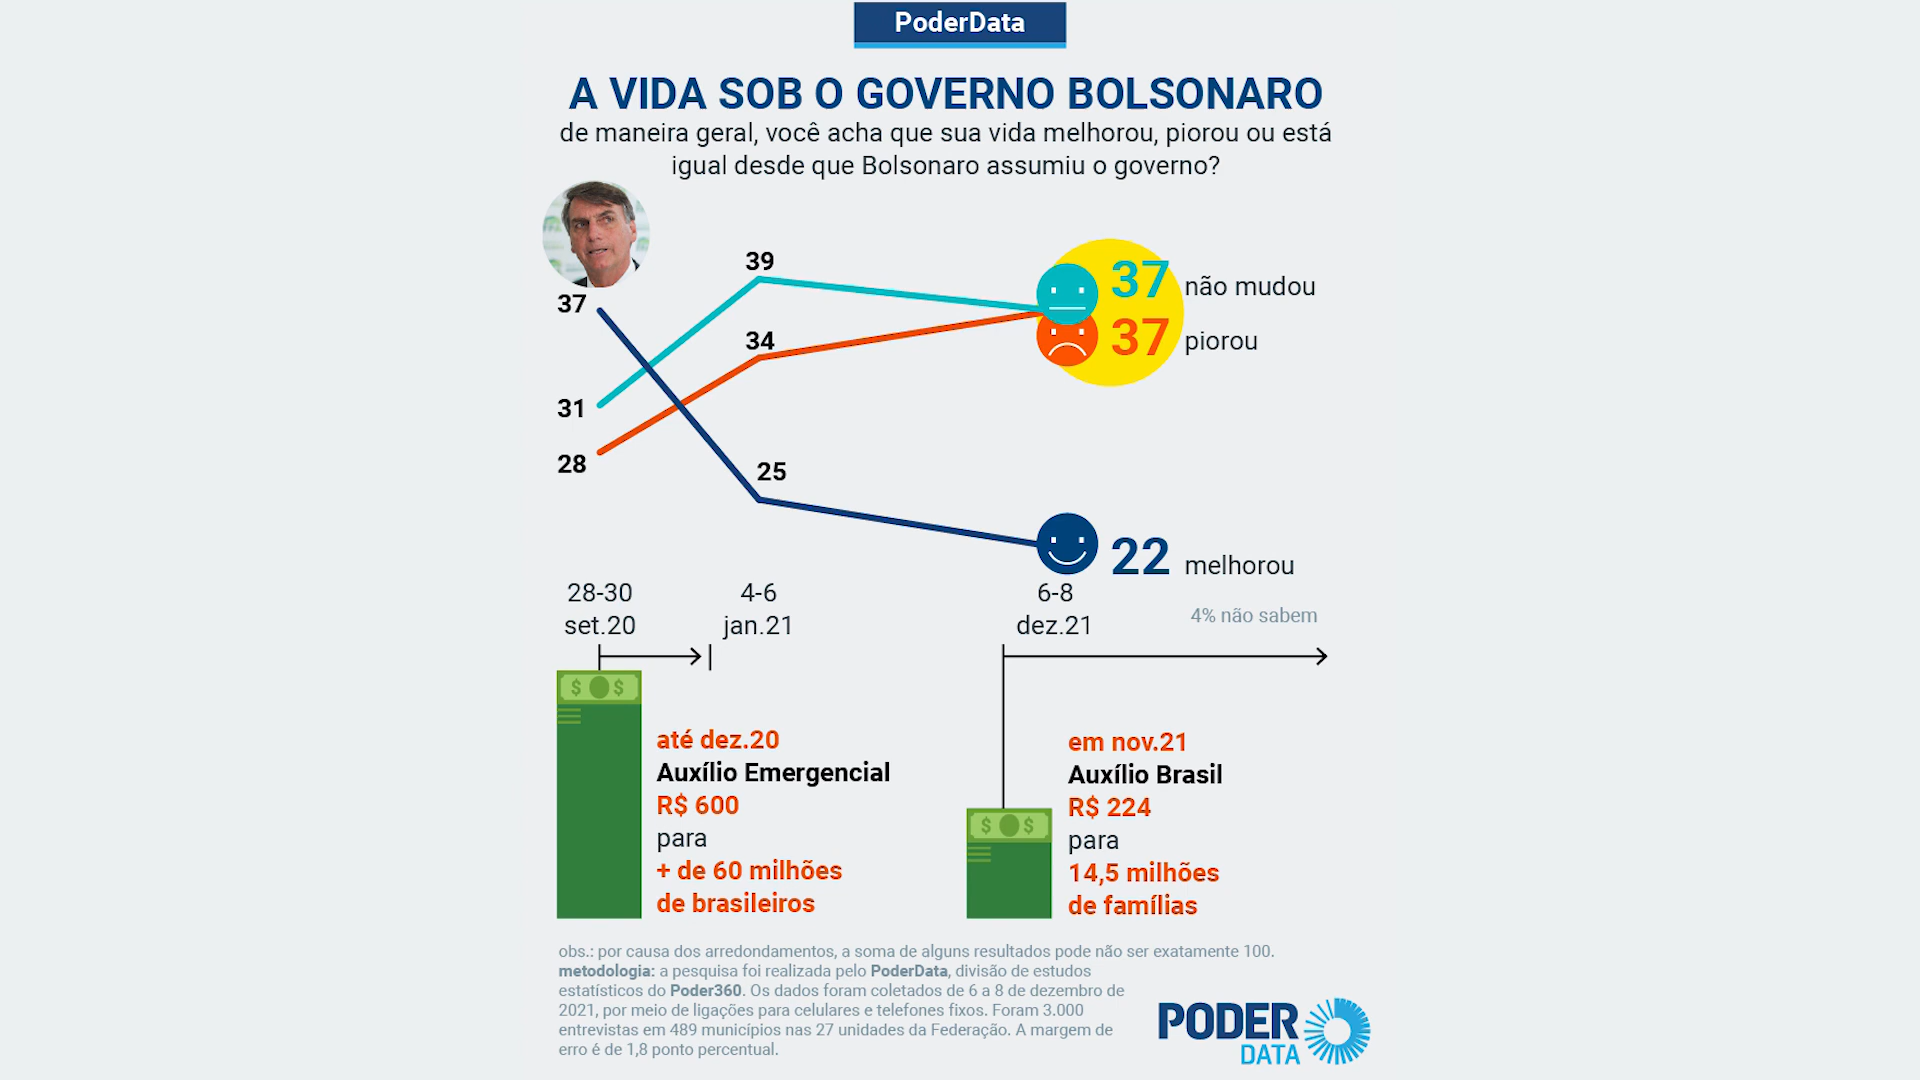 PoderData
A VIDA SOB O GOVERNO BOLSONARO
de maneira geral, você acha que sua vida melhorou, piorou ou está
igual desde que Bolsonaro assumiu o governo?
37
31
28
39
34
25
37 não mudou
37 piorou
22 melhorou
28-30
set.20
4-6
jan.21
6-8
dez.21
4% não sabem
$ $
até dez.20
Auxílio Emergencial
R$ 600
para
+ de 60 milhões
de brasileiros
$ $
em nov.21
Auxílio Brasil
R$ 224
para
14,5 milhões
de famílias
obs.: por causa dos arredondamentos, a soma de alguns resultados pode não ser exatamente 100.
metodologia: a pesquisa foi realizada pelo PoderData, divisão de estudos
estatísticos do Poder360. Os dados foram coletados de 6 a 8 de dezembro de
2021, por meio de ligações para celulares e telefones fixos. Foram 3.000
entrevistas em 489 municípios nas 27 unidades da Federação. A margem de
erro é de 1,8 ponto percentual.
PODER
DATA